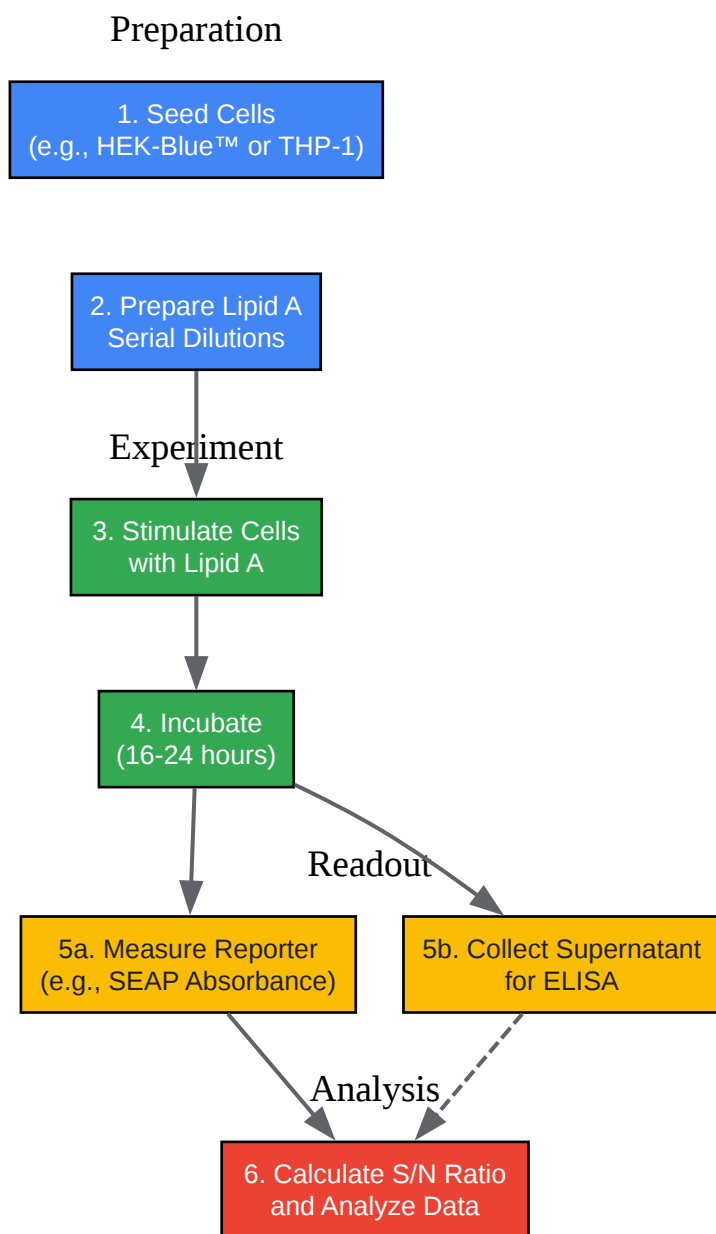 Preparation
1. Seed Cells
(e.g., HEK-Blue™ or THP-1)
2. Prepare Lipid A
Serial Dilutions
Experiment
3. Stimulate Cells
with Lipid A
4. Incubate
(16-24 hours)
Readout
5a. Measure Reporter
(e.g., SEAP Absorbance)
5b. Collect Supernatant
for ELISA
Analysis
6. Calculate S/N Ratio
and Analyze Data